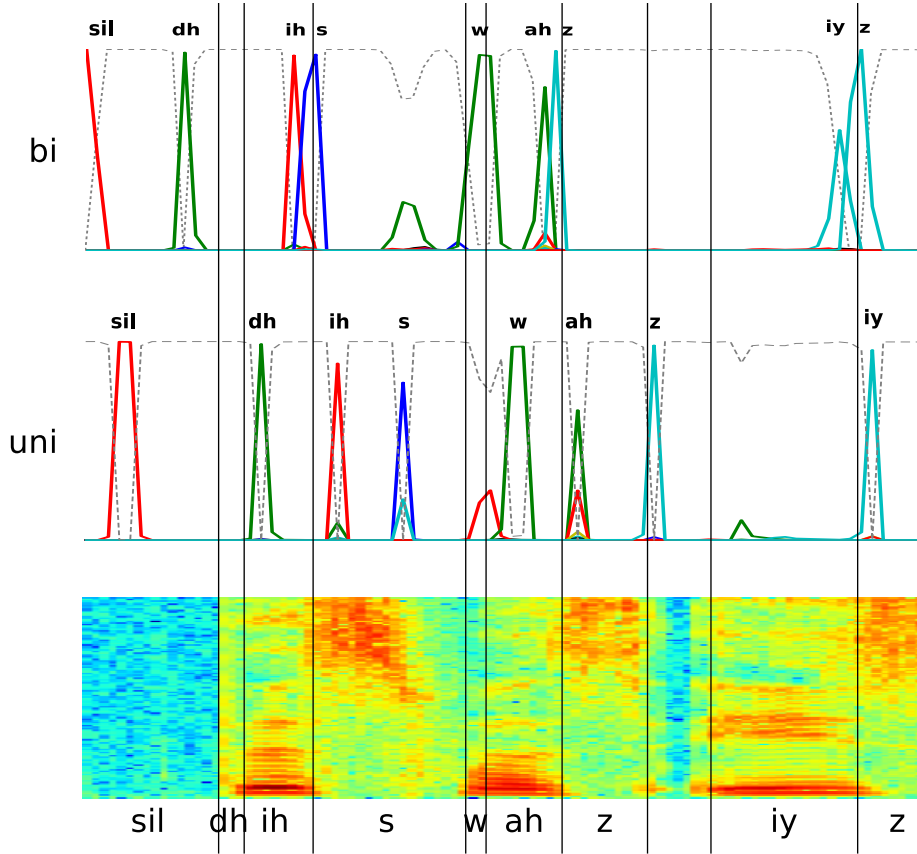 sil dh ih s w ah z iy z
bi
sil dh ih s w ah z iy
uni
sil dh ih s w ah z iy z